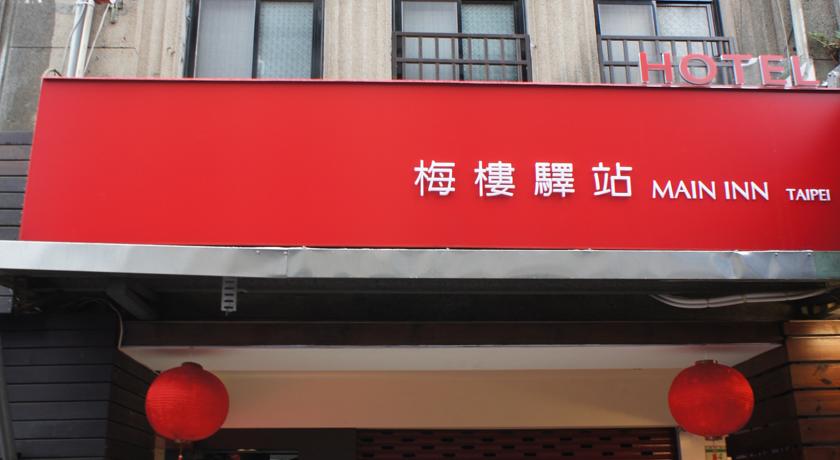 HOTEL
梅樓驛站 MAIN INN TAIPEI